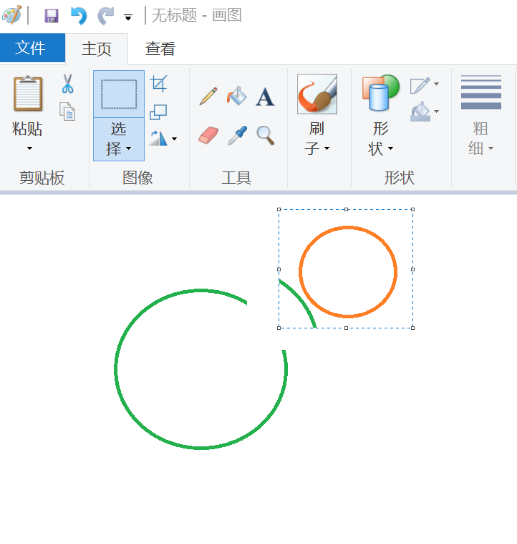 无标题 - 画图
文件 主页 查看
粘贴
选择
刷子
形状
粗细
剪贴板 图像 工具 形状
A